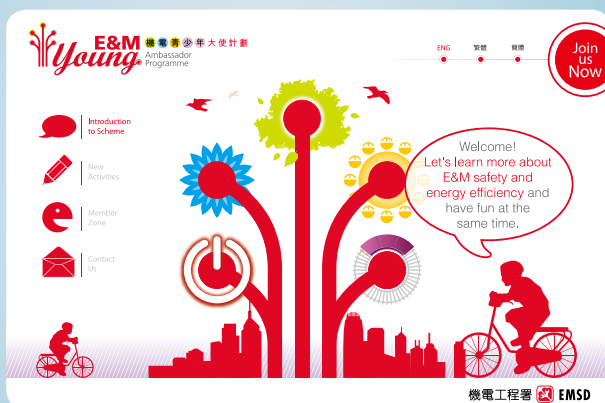 E&M
Young
機電青少年大使計劃
Ambassador
Programme
ENG 繁體 簡體
Join
us
Now
Introduction
to Scheme
New
Activities
Member
Zone
Contact
Us
Welcome!
Let's learn more about
E&M safety and
energy efficiency and
have fun at the
same time.
機電工程署 EMSD